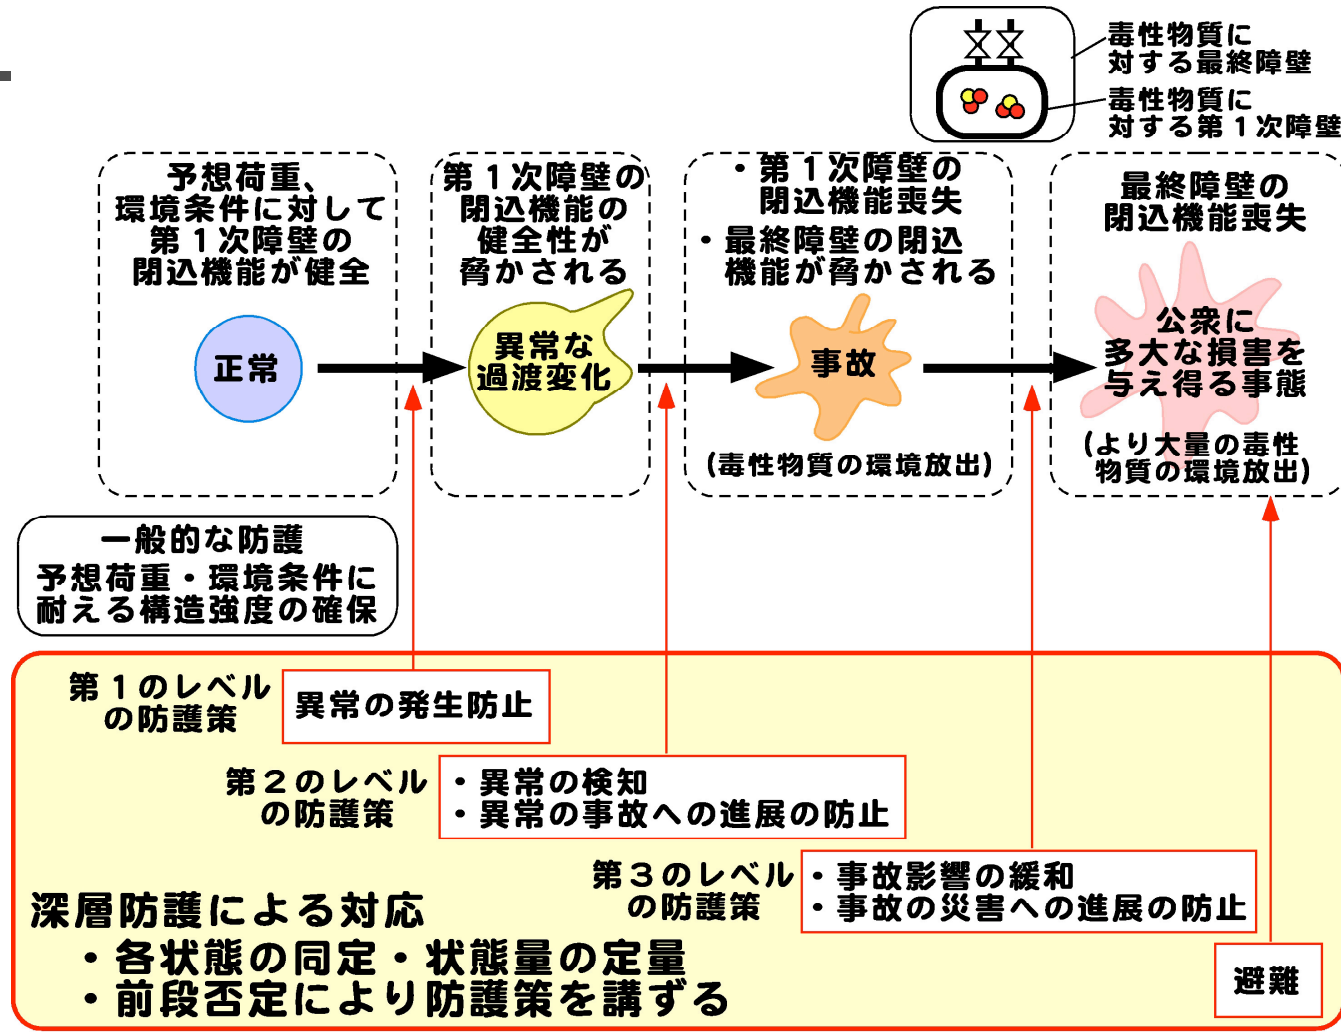 毒性物質に
対する最終障壁
毒性物質に
対する第１次障壁
予想荷重、
環境条件に対して
第１次障壁の
閉込機能が健全
正常
第１次障壁の
閉込機能の
健全性が
脅かされる
異常な
過渡変化
・第１次障壁の
閉込機能喪失
・最終障壁の閉込
機能が脅かされる
事故
(毒性物質の環境放出)
最終障壁の
閉込機能喪失
公衆に
多大な損害を
与え得る事態
(より大量の毒性
物質の環境放出)
一般的な防護
予想荷重・環境条件に
耐える構造強度の確保
第１のレベル
の防護策
異常の発生防止
第２のレベル
の防護策
・異常の検知
・異常の事故への進展の防止
第３のレベル
の防護策
・事故影響の緩和
・事故の災害への進展の防止
深層防護による対応
・各状態の同定・状態量の定量
・前段否定により防護策を講ずる
避難